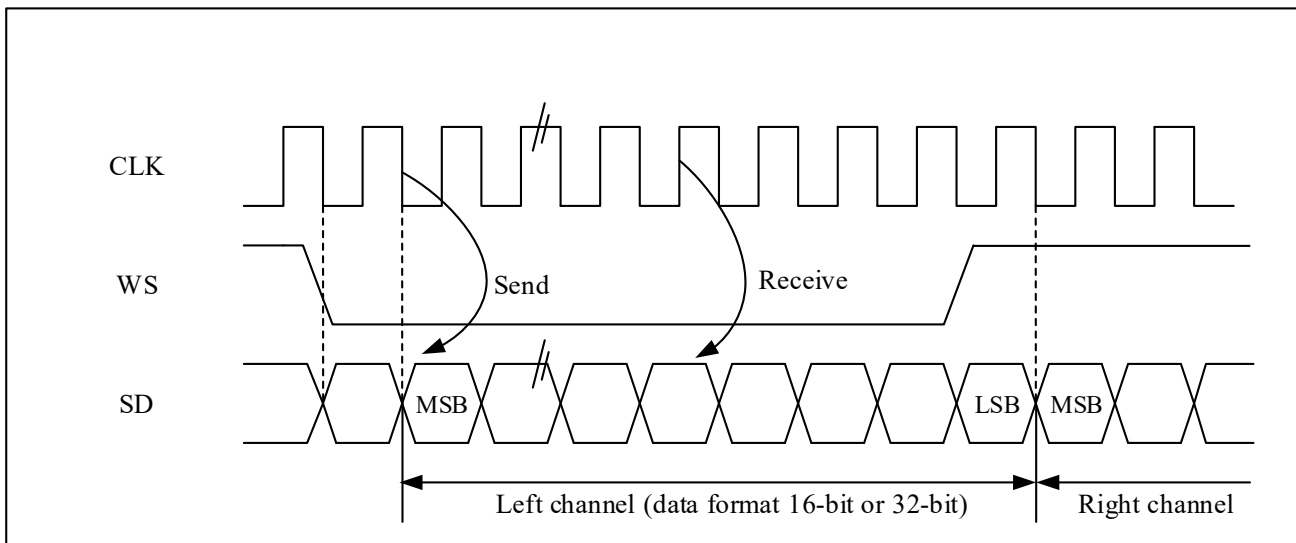 CLK
WS
Send
Receive
SD
MSB
LSB
MSB
Left channel (data format 16-bit or 32-bit)
Right channel